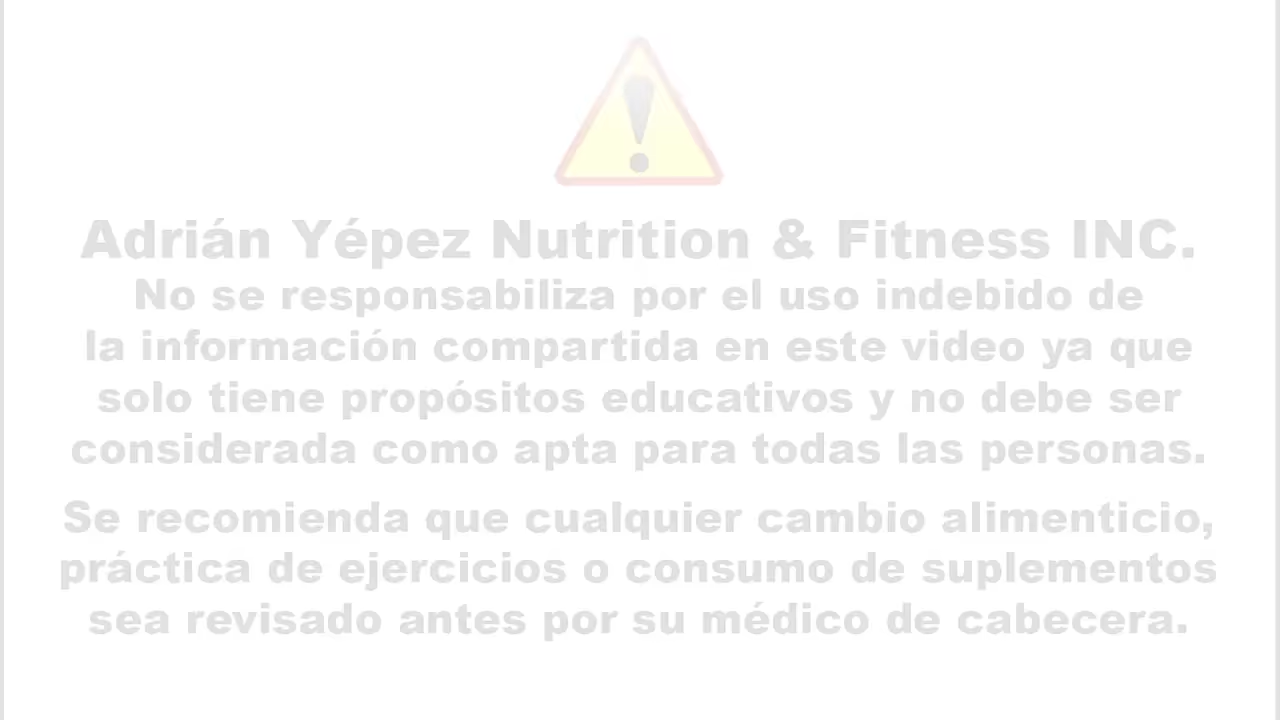 Adrián Yépez Nutrition & Fitness INC.
No se responsabiliza por el uso indebido de
la información compartida en este video ya que
solo tiene propósitos educativos y no debe ser
considerada como apta para todas las personas.
Se recomienda que cualquier cambio alimenticio,
práctica de ejercicios o consumo de suplementos
sea revisado antes por su médico de cabecera.